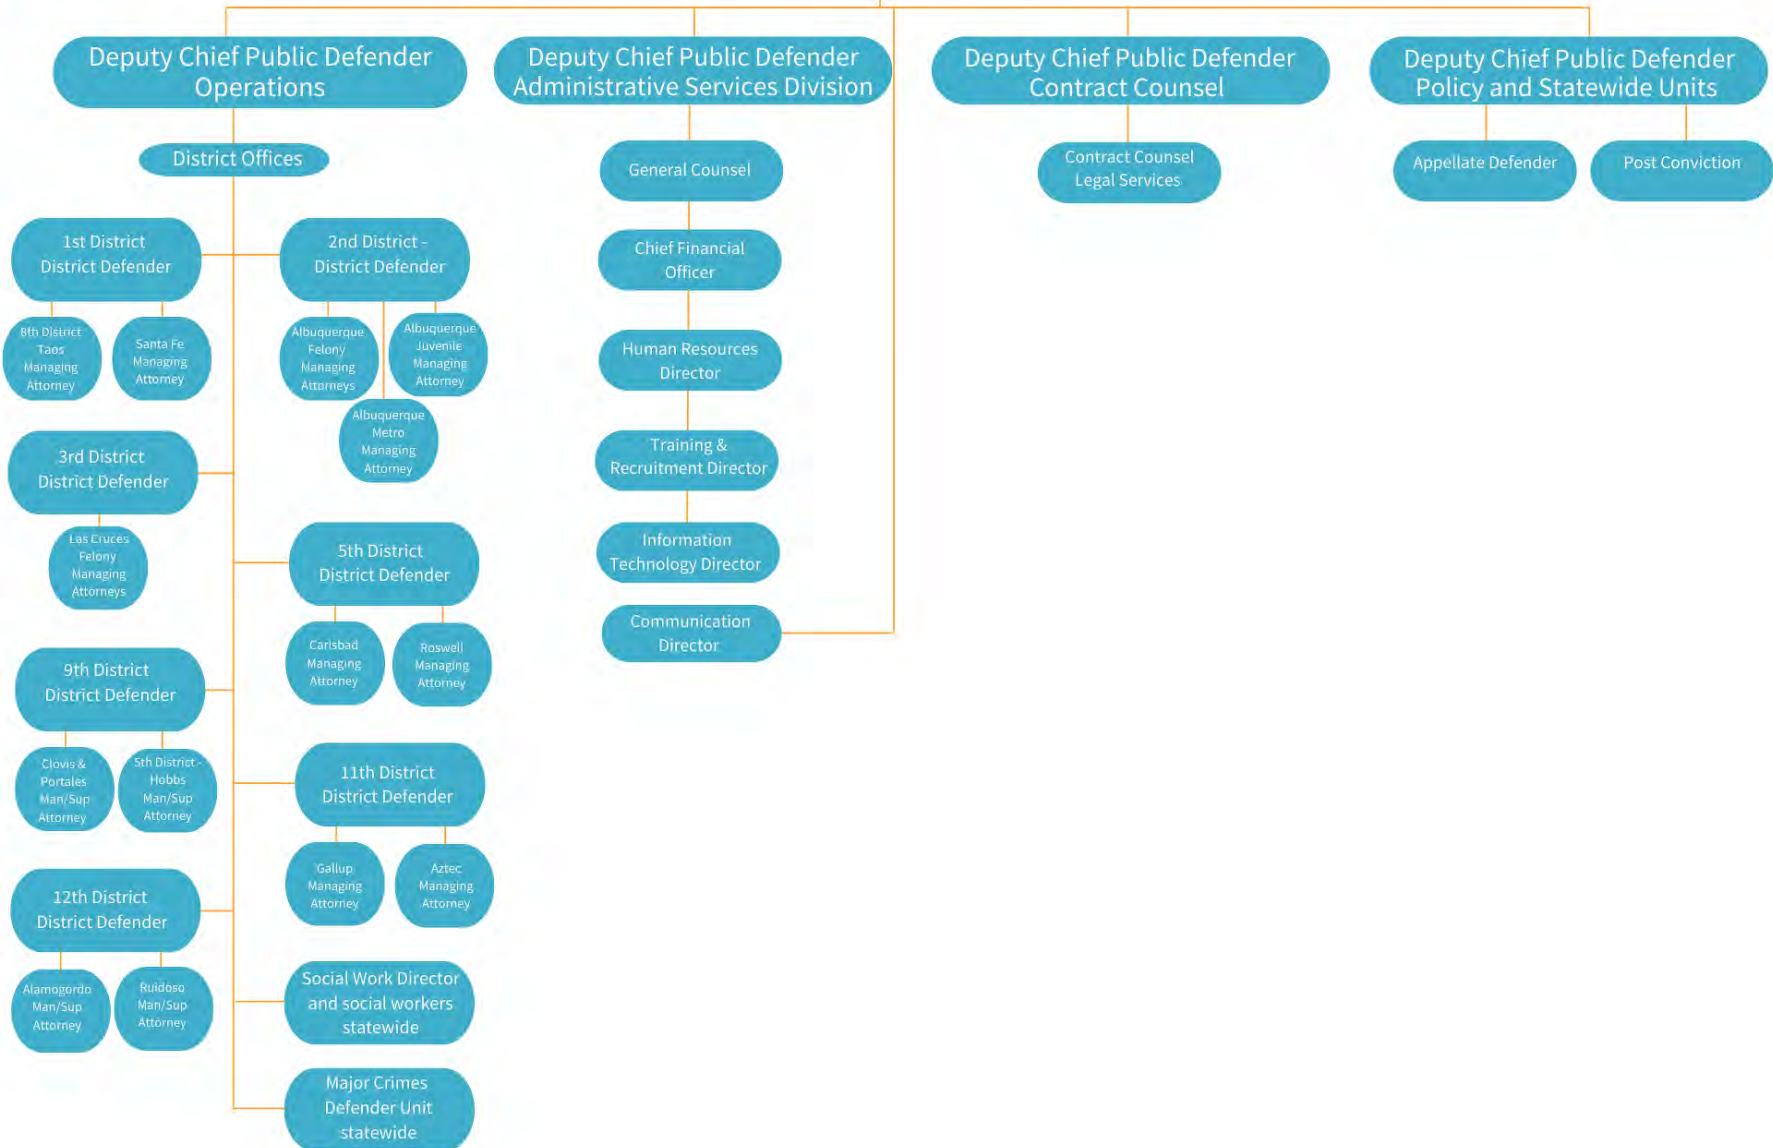 Deputy Chief Public Defender
Operations
Deputy Chief Public Defender
Administrative Services Division
Deputy Chief Public Defender
Contract Counsel
Deputy Chief Public Defender
Policy and Statewide Units
District Offices
General Counsel
Contract Counsel
Legal Services
Appellate Defender
Post Conviction
1st District
District Defender
2nd District -
District Defender
Chief Financial
Officer
8th District
Taos
Managing
Attorney
Santa Fe
Managing
Attorney
Albuquerque
Felony
Managing
Attorneys
Albuquerque
Juvenile
Managing
Attorney
Albuquerque
Metro
Managing
Attorney
Human Resources
Director
3rd District
District Defender
Training &
Recruitment Director
Las Cruces
Felony
Managing
Attorneys
5th District
District Defender
Information
Technology Director
Carlsbad
Managing
Attorney
Roswell
Managing
Attorney
Communication
Director
9th District
District Defender
Clovis &
Portales
Man/Sup
Attorney
5th District -
Hobbs
Man/Sup
Attorney
11th District
District Defender
Gallup
Managing
Attorney
Aztec
Managing
Attorney
12th District
District Defender
Alamogordo
Man/Sup
Attorney
Ruidoso
Man/Sup
Attorney
Social Work Director
and social workers
statewide
Major Crimes
Defender Unit
statewide